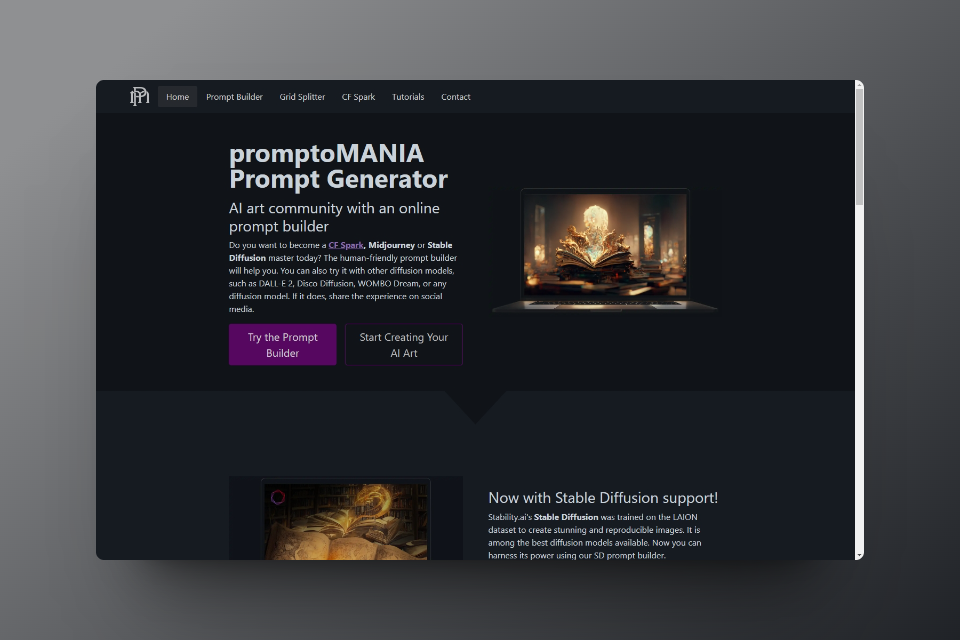 Home Prompt Builder Grid Splitter CF Spark Tutorials Contact
promptoMANIA
Prompt Generator
AI art community with an online
prompt builder
Do you want to become a CF Spark, Midjourney or Stable
Diffusion master today? The human-friendly prompt builder
will help you. You can also try it with other diffusion models,
such as DALL·E 2, Disco Diffusion, WOMBO Dream, or any
diffusion model. If it does, share the experience on social
media.
Try the Prompt
Builder
Start Creating Your
AI Art
Now with Stable Diffusion support!
Stability.ai's Stable Diffusion was trained on the LAION
dataset to create stunning and reproducible images. It is
among the best diffusion models available. Now you can
harness its power using our SD prompt builder.